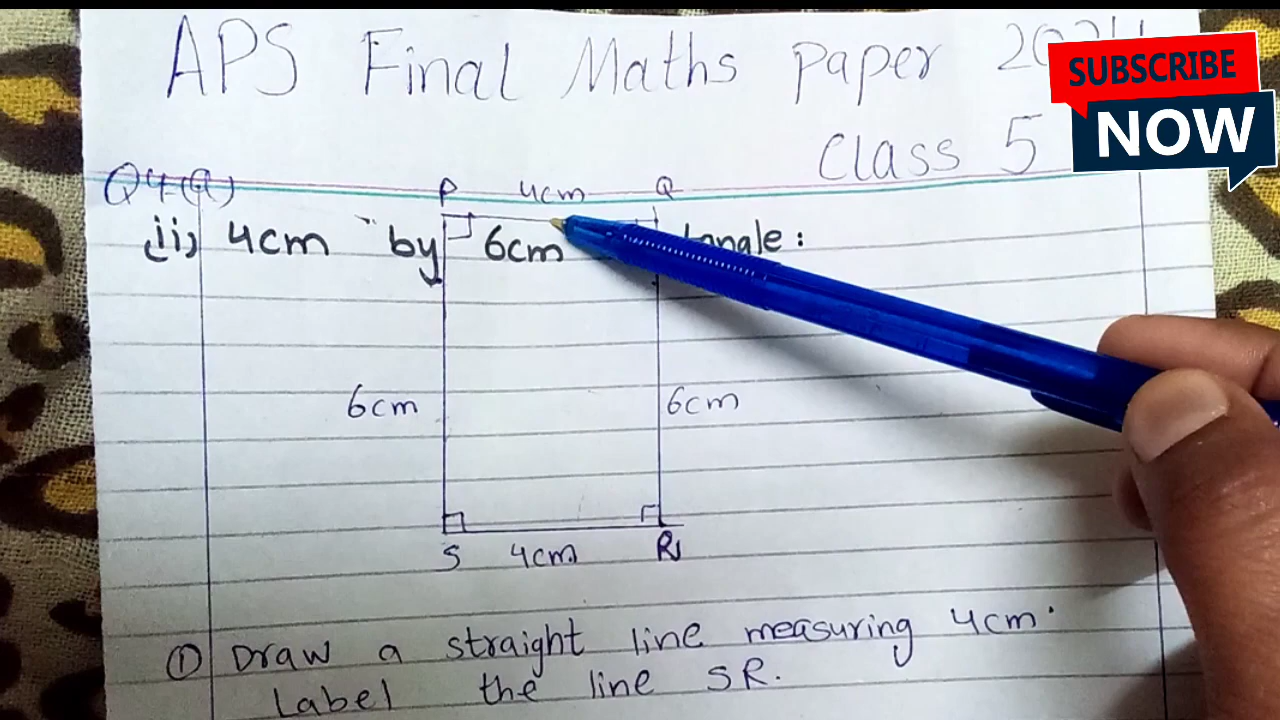 APS Final Maths Paper
SUBSCRIBE
NOW
Class 5
Q4(a)
P 4cm Q
(ii) 4cm by 6cm
6cm 6cm
S 4cm R
① Draw a straight line measuring 4cm.
Label the line SR.